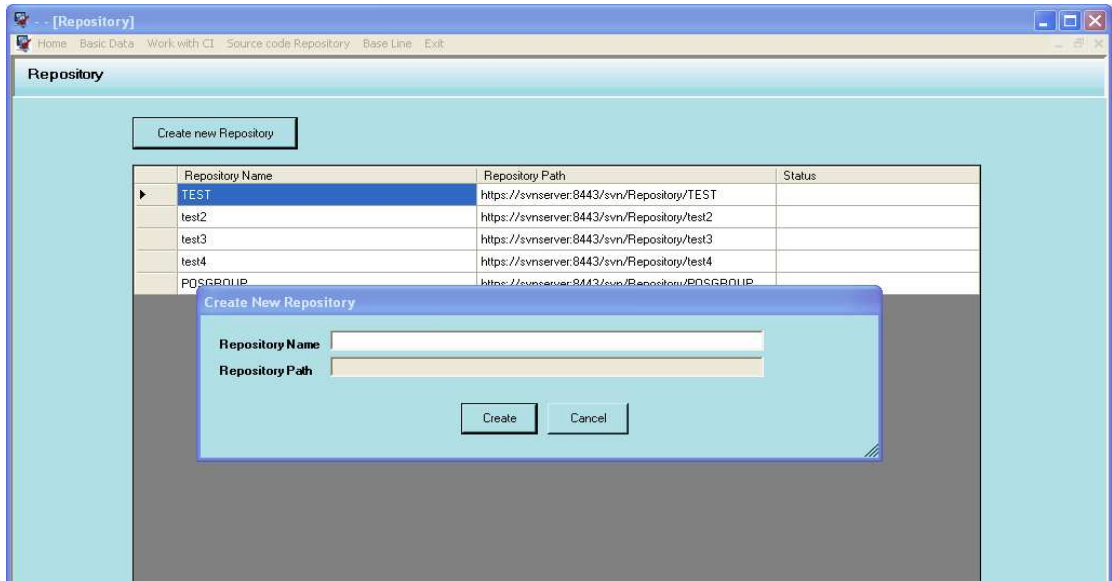 - - [Repository]
Home Basic Data Work with CI Source code Repository Base Line Exit
Repository
Create new Repository
Repository Name Repository Path Status
TEST https://svnserver:8443/svn/Repository/TEST
test2 https://svnserver:8443/svn/Repository/test2
test3 https://svnserver:8443/svn/Repository/test3
test4 https://svnserver:8443/svn/Repository/test4
POSGROUP https://svnserver:8443/svn/Repository/POSGROUP
Create New Repository
Repository Name
Repository Path
Create Cancel